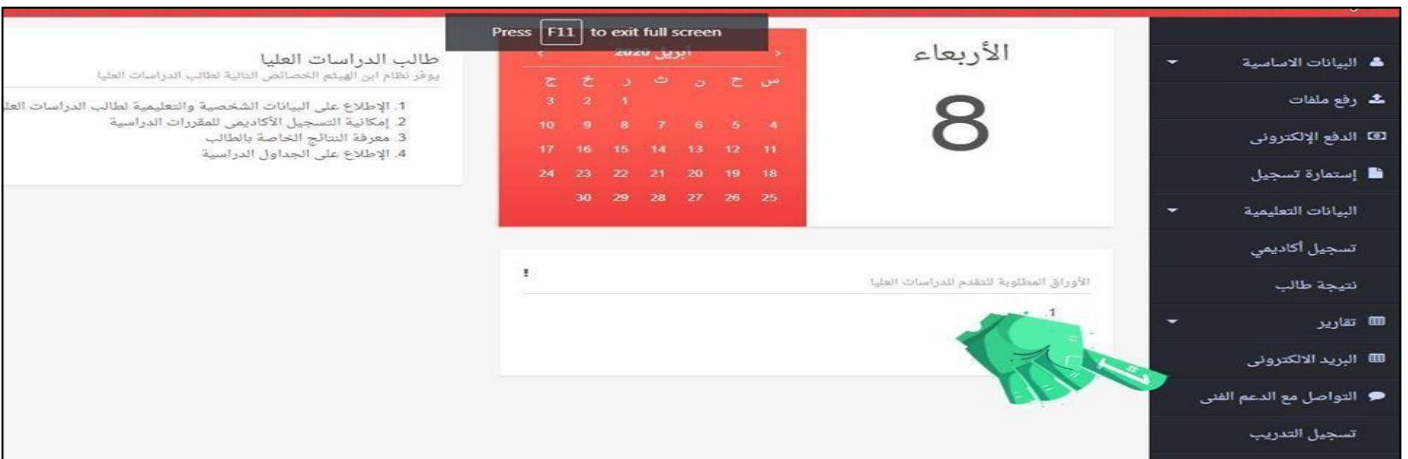 Press F11 to exit full screen
البيانات الاساسية
رفع ملفات
الدفع الإلكترونى
إستمارة تسجيل
البيانات التعليمية
تسجيل أكاديمي
نتيجة طالب
تقارير
البريد الالكترونى
التواصل مع الدعم الفنى
تسجيل التدريب
الأربعاء
8
أبريل 2020
س ح ن ث ر خ ج
1 2 3
4 5 6 7 8 9 10
11 12 13 14 15 16 17
18 19 20 21 22 23 24
25 26 27 28 29 30
طالب الدراسات العليا
يوفر نظام ابن الهيثم الخصائص التالية لطالب الدراسات العليا
1. الإطلاع على البيانات الشخصية والتعليمية لطالب الدراسات العل
2. إمكانية التسجيل الأكاديمى للمقررات الدراسية
3. معرفة النتائج الخاصة بالطالب
4. الإطلاع على الجداول الدراسية
الأوراق المطلوبة للتقدم للدراسات العليا
!
1.